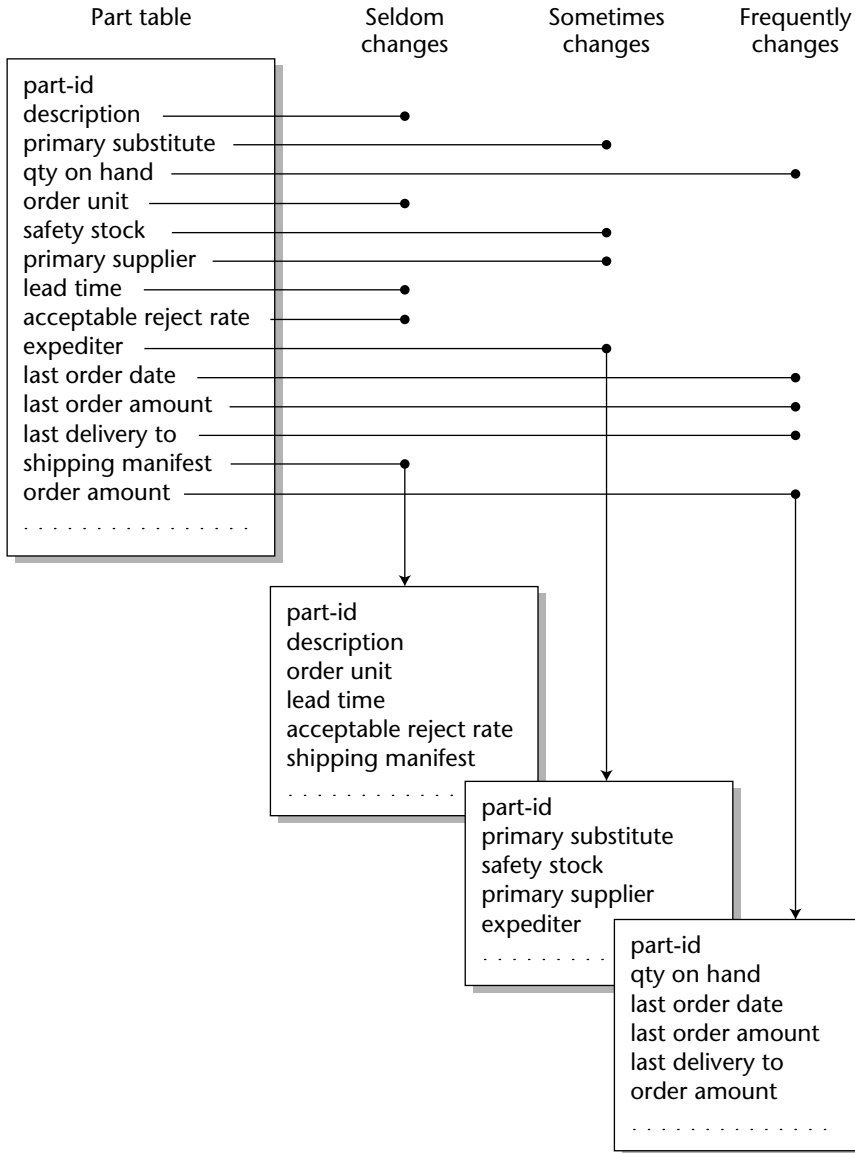 Part table
Seldom
changes
Sometimes
changes
Frequently
changes
part-id
description
primary substitute
qty on hand
order unit
safety stock
primary supplier
lead time
acceptable reject rate
expediter
last order date
last order amount
last delivery to
shipping manifest
order amount
. . . . . . . . . . . . . . . .
part-id
description
order unit
lead time
acceptable reject rate
shipping manifest
. . . . . . . . . . . .
part-id
primary substitute
safety stock
primary supplier
expediter
. . . . . . . . .
part-id
qty on hand
last order date
last order amount
last delivery to
order amount
. . . . . . . . . . . . . .